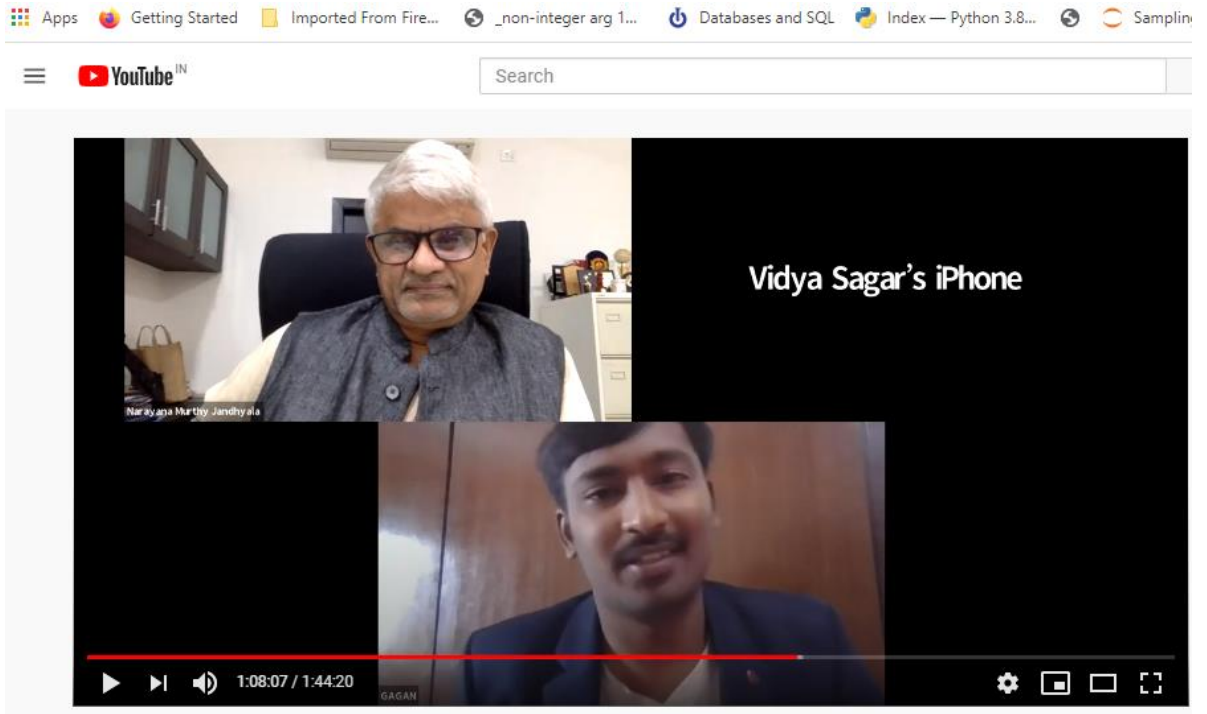 Apps Getting Started Imported From Fire... _non-integer arg 1... Databases and SQL Index — Python 3.8... Sampling
YouTube IN
Search
Vidya Sagar's iPhone
Narayana Murthy Jandhyala
1:08:07 / 1:44:20
GAGAN